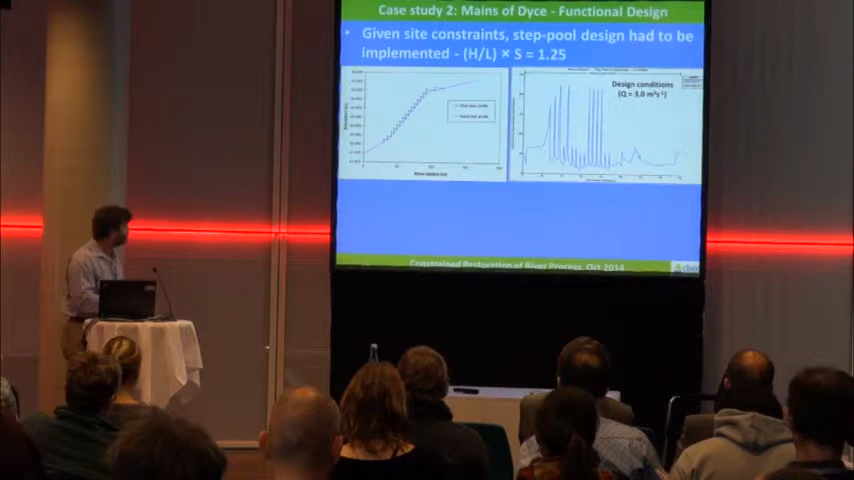 Case study 2: Mains of Dyce - Functional Design
• Given site constraints, step-pool design had to be
implemented - (H/L) × S = 1.25
Design conditions
(Q = 3.0 m³s⁻¹)
Constrained Restoration of River Process, Oct 2014
cbec